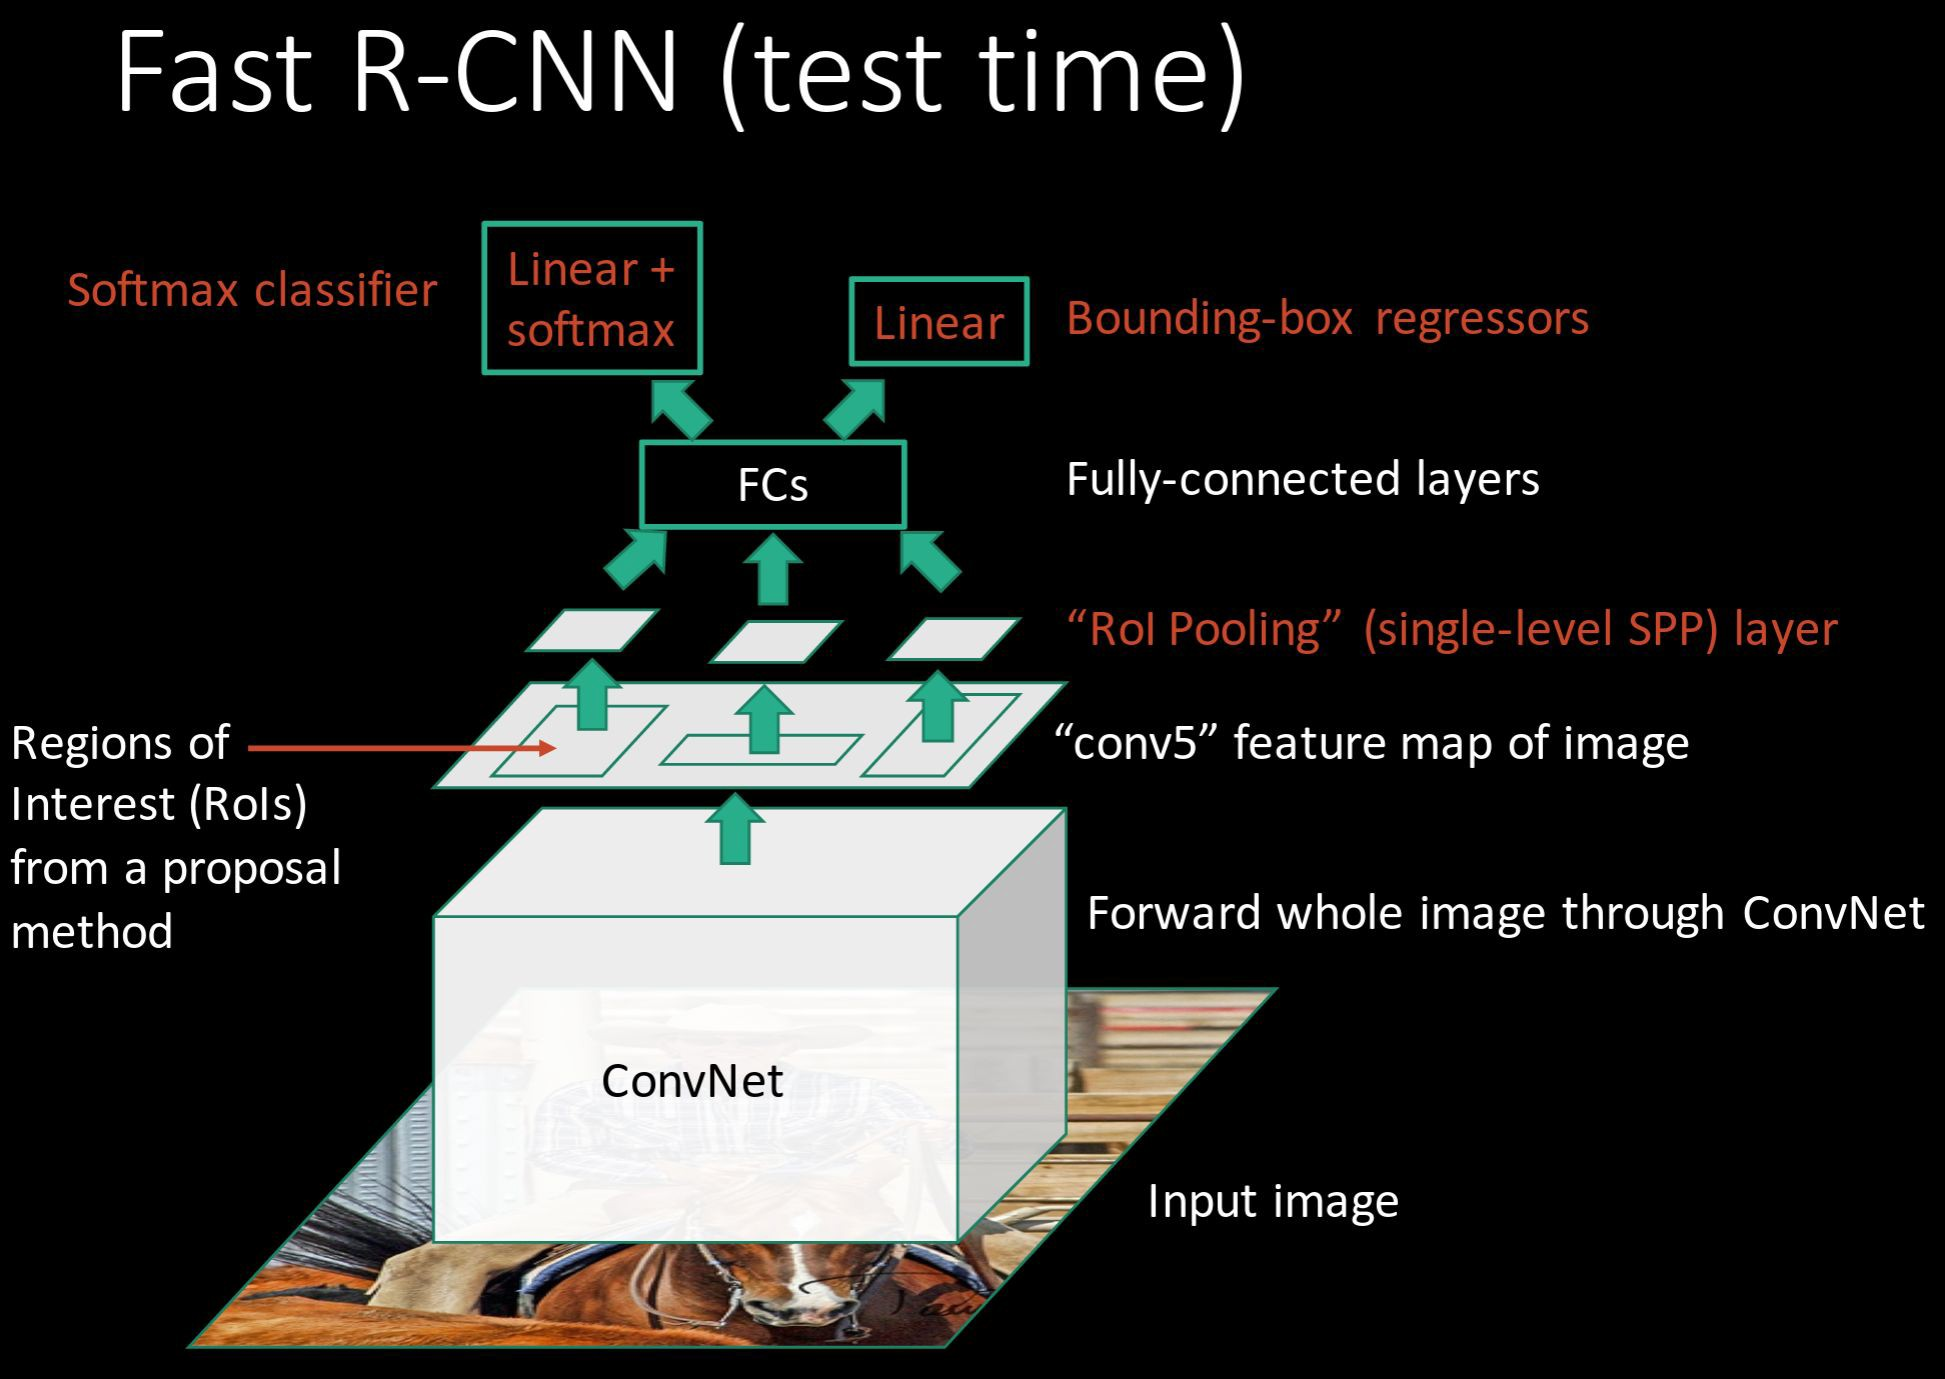 Fast R-CNN (test time)
Softmax classifier
Linear +
softmax
Linear
Bounding-box regressors
FCs
Fully-connected layers
“RoI Pooling” (single-level SPP) layer
Regions of
Interest (RoIs)
from a proposal
method
“conv5” feature map of image
Forward whole image through ConvNet
ConvNet
Input image